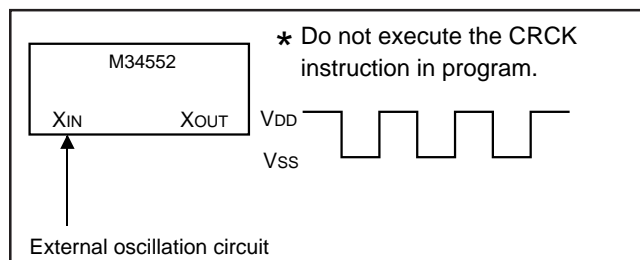 M34552
XIN
XOUT
* Do not execute the CRCK
instruction in program.
VDD
VSS
External oscillation circuit